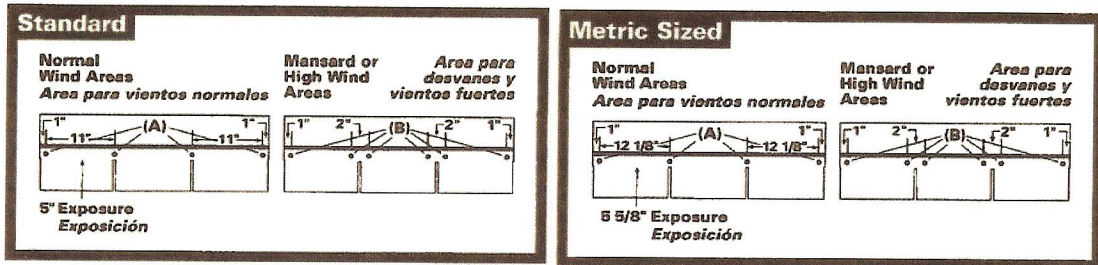 Standard
Normal
Wind Areas
Area para vientos normales
Mansard or
High Wind
Areas
Area para
desvanes y
vientos fuertes
1" (A) 1"
11" 11"
1" 2" (B) 2" 1"
5" Exposure
Exposición
Metric Sized
Normal
Wind Areas
Area para vientos normales
Mansard or
High Wind
Areas
Area para
desvanes y
vientos fuertes
1" (A) 1"
12 1/8" 12 1/8"
1" 2" (B) 2" 1"
5 5/8" Exposure
Exposición